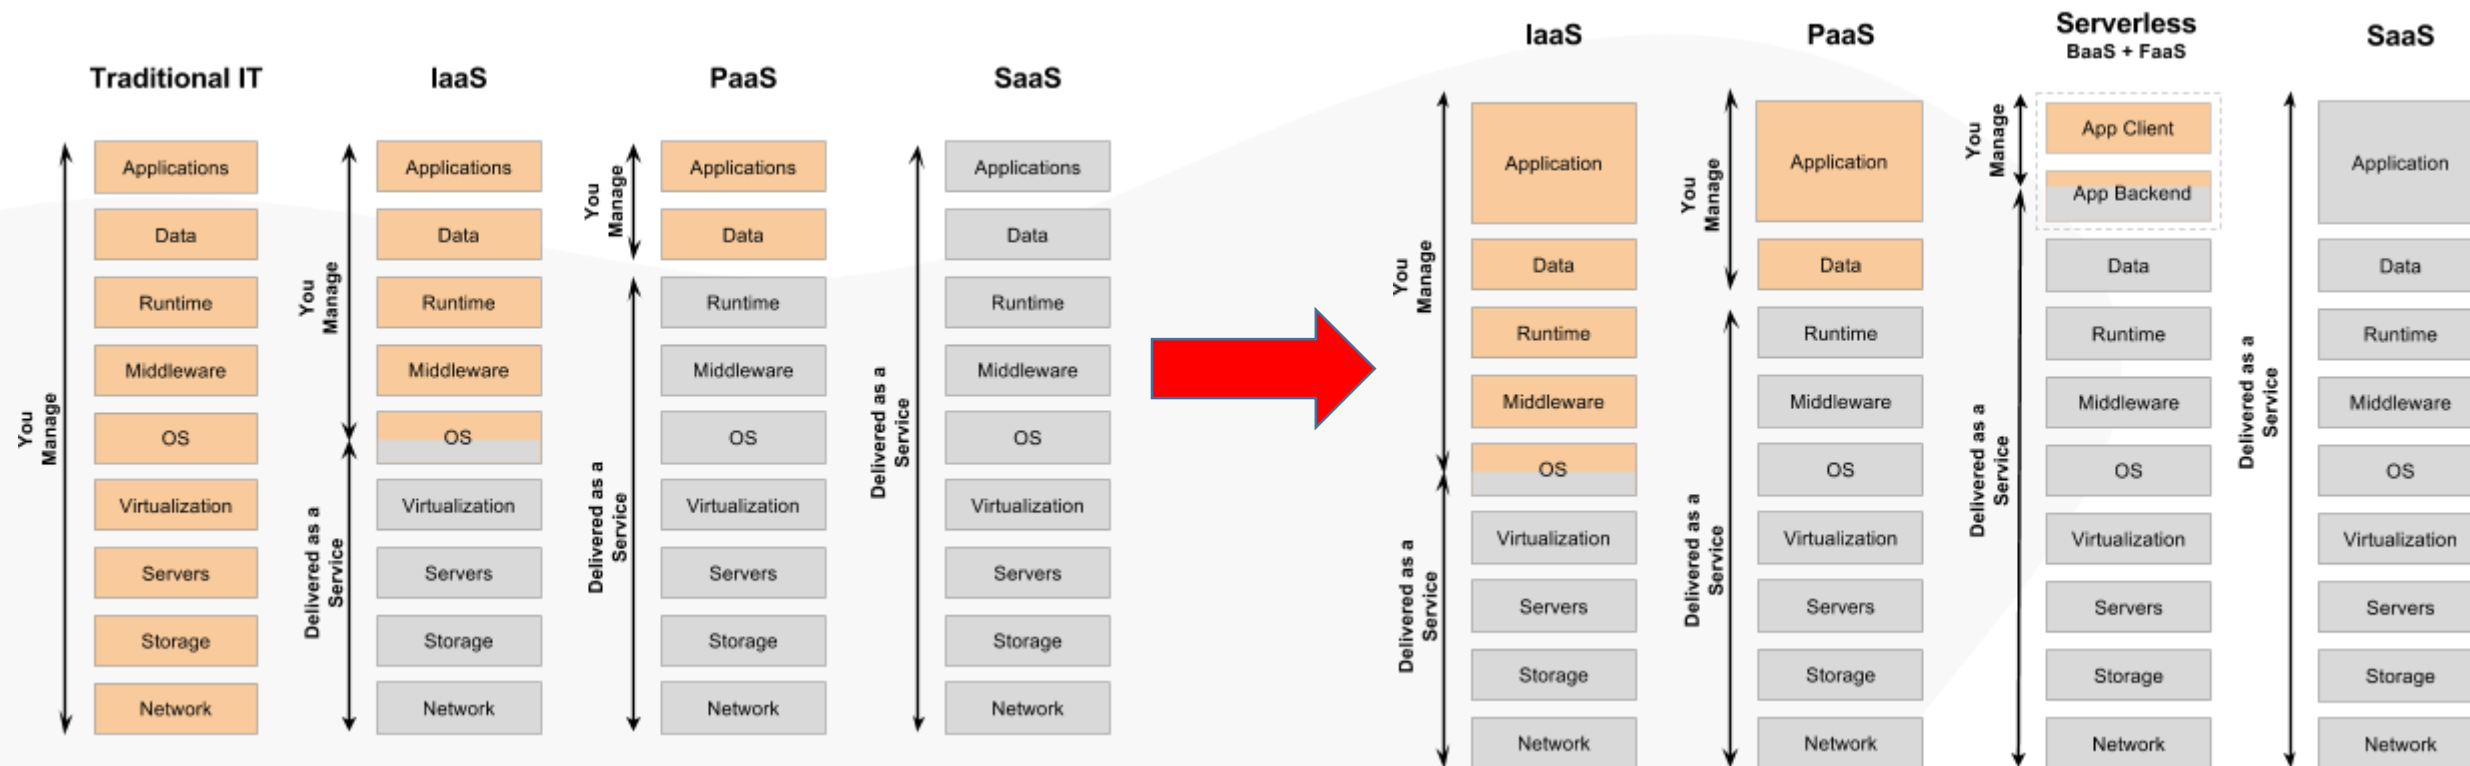 Traditional IT
You
Manage
Applications
Data
Runtime
Middleware
OS
Virtualization
Servers
Storage
Network
IaaS
You
Manage
Delivered as a
Service
Applications
Data
Runtime
Middleware
OS
Virtualization
Servers
Storage
Network
PaaS
You
Manage
Delivered as a
Service
Applications
Data
Runtime
Middleware
OS
Virtualization
Servers
Storage
Network
SaaS
Delivered as a
Service
Applications
Data
Runtime
Middleware
OS
Virtualization
Servers
Storage
Network
IaaS
You
Manage
Delivered as a
Service
Application
Data
Runtime
Middleware
OS
Virtualization
Servers
Storage
Network
PaaS
You
Manage
Delivered as a
Service
Application
Data
Runtime
Middleware
OS
Virtualization
Servers
Storage
Network
Serverless
BaaS + FaaS
You
Manage
Delivered as a
Service
App Client
App Backend
Data
Runtime
Middleware
OS
Virtualization
Servers
Storage
Network
SaaS
Delivered as a
Service
Application
Data
Runtime
Middleware
OS
Virtualization
Servers
Storage
Network